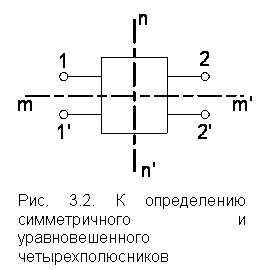 n
1 2
m m'
1' 2'
n'
Рис. 3.2. К определению
симметричного и
уравновешенного
четырехполюсников